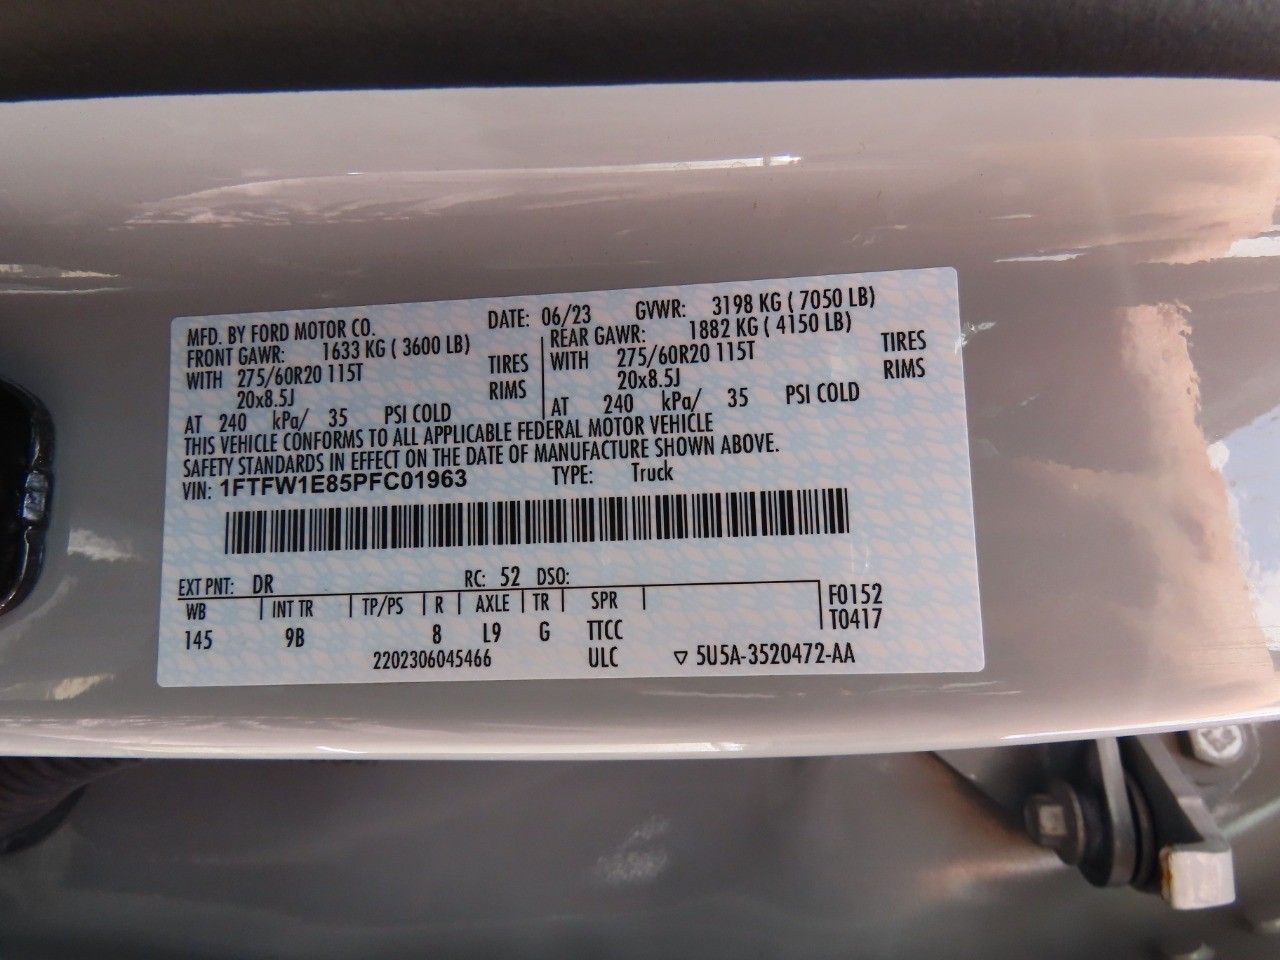 MFD. BY FORD MOTOR CO. DATE: 06/23 GVWR: 3198 KG ( 7050 LB)
FRONT GAWR: 1633 KG ( 3600 LB) REAR GAWR: 1882 KG ( 4150 LB)
WITH 275/60R20 115T TIRES WITH 275/60R20 115T TIRES
20x8.5J RIMS 20x8.5J RIMS
AT 240 kPa/ 35 PSI COLD AT 240 kPa/ 35 PSI COLD
THIS VEHICLE CONFORMS TO ALL APPLICABLE FEDERAL MOTOR VEHICLE
SAFETY STANDARDS IN EFFECT ON THE DATE OF MANUFACTURE SHOWN ABOVE.
VIN: 1FTFW1E85PFC01963 TYPE: Truck
EXT PNT: DR RC: 52 DSO:
WB INT TR TP/PS R AXLE TR SPR F0152
145 9B 8 L9 G TTCC T0417
2202306045466 ULC ▽ 5U5A-3520472-AA